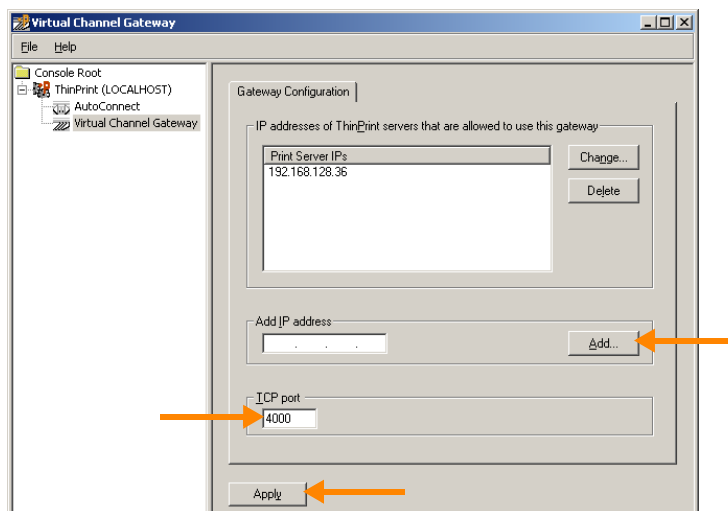 Virtual Channel Gateway
File Help
Console Root
ThinPrint (LOCALHOST)
AutoConnect
Virtual Channel Gateway
Gateway Configuration
IP addresses of ThinPrint servers that are allowed to use this gateway
Print Server IPs
192.168.128.36
Change...
Delete
Add IP address
. . .
Add...
TCP port
4000
Apply